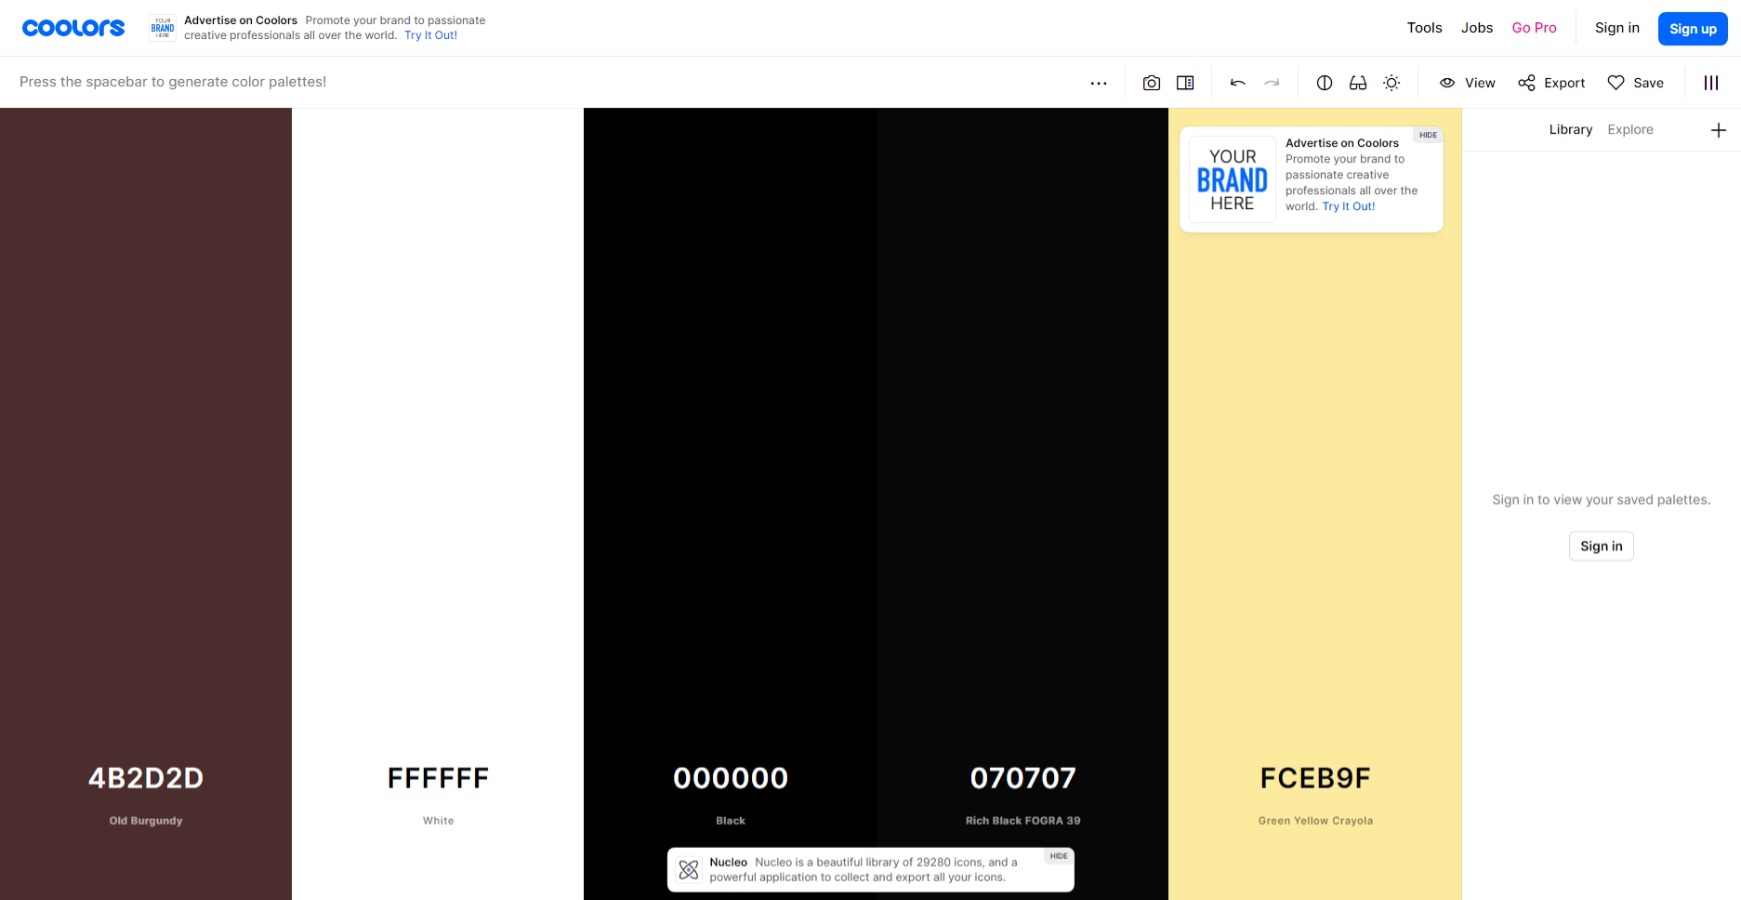 coolors
YOUR
BRAND
HERE
Advertise on Coolors Promote your brand to passionate
creative professionals all over the world. Try It Out!
Tools Jobs Go Pro Sign in Sign up
Press the spacebar to generate color palettes!
View Export Save
Library Explore
HIDE
YOUR
BRAND
HERE
Advertise on Coolors
Promote your brand to
passionate creative
professionals all over the
world. Try It Out!
Sign in to view your saved palettes.
Sign in
4B2D2D FFFFFF 000000 070707 FCEB9F
Old Burgundy White Black Rich Black FOGRA 39 Green Yellow Crayola
HIDE
Nucleo Nucleo is a beautiful library of 29280 icons, and a
powerful application to collect and export all your icons.